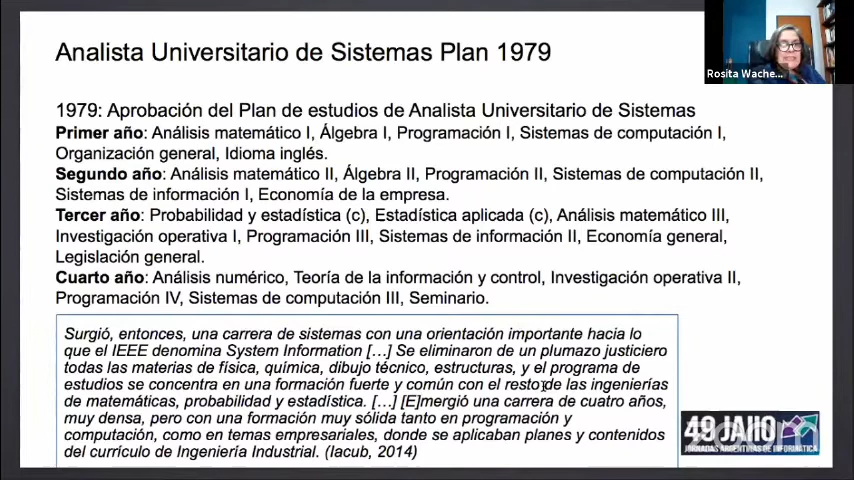 Analista Universitario de Sistemas Plan 1979
Rosita Wache...
1979: Aprobación del Plan de estudios de Analista Universitario de Sistemas
Primer año: Análisis matemático I, Álgebra I, Programación I, Sistemas de computación I,
Organización general, Idioma inglés.
Segundo año: Análisis matemático II, Álgebra II, Programación II, Sistemas de computación II,
Sistemas de información I, Economía de la empresa.
Tercer año: Probabilidad y estadística (c), Estadística aplicada (c), Análisis matemático III,
Investigación operativa I, Programación III, Sistemas de información II, Economía general,
Legislación general.
Cuarto año: Análisis numérico, Teoría de la información y control, Investigación operativa II,
Programación IV, Sistemas de computación III, Seminario.
Surgió, entonces, una carrera de sistemas con una orientación importante hacia lo
que el IEEE denomina System Information [...] Se eliminaron de un plumazo justiciero
todas las materias de física, química, dibujo técnico, estructuras, y el programa de
estudios se concentra en una formación fuerte y común con el resto de las ingenierías
de matemáticas, probabilidad y estadística. [...] [E]mergió una carrera de cuatro años,
muy densa, pero con una formación muy sólida tanto en programación y
computación, como en temas empresariales, donde se aplicaban planes y contenidos
del currículo de Ingeniería Industrial. (Iacub, 2014)
49 JAIIO
JORNADAS ARGENTINAS DE INFORMÁTICA
zoom